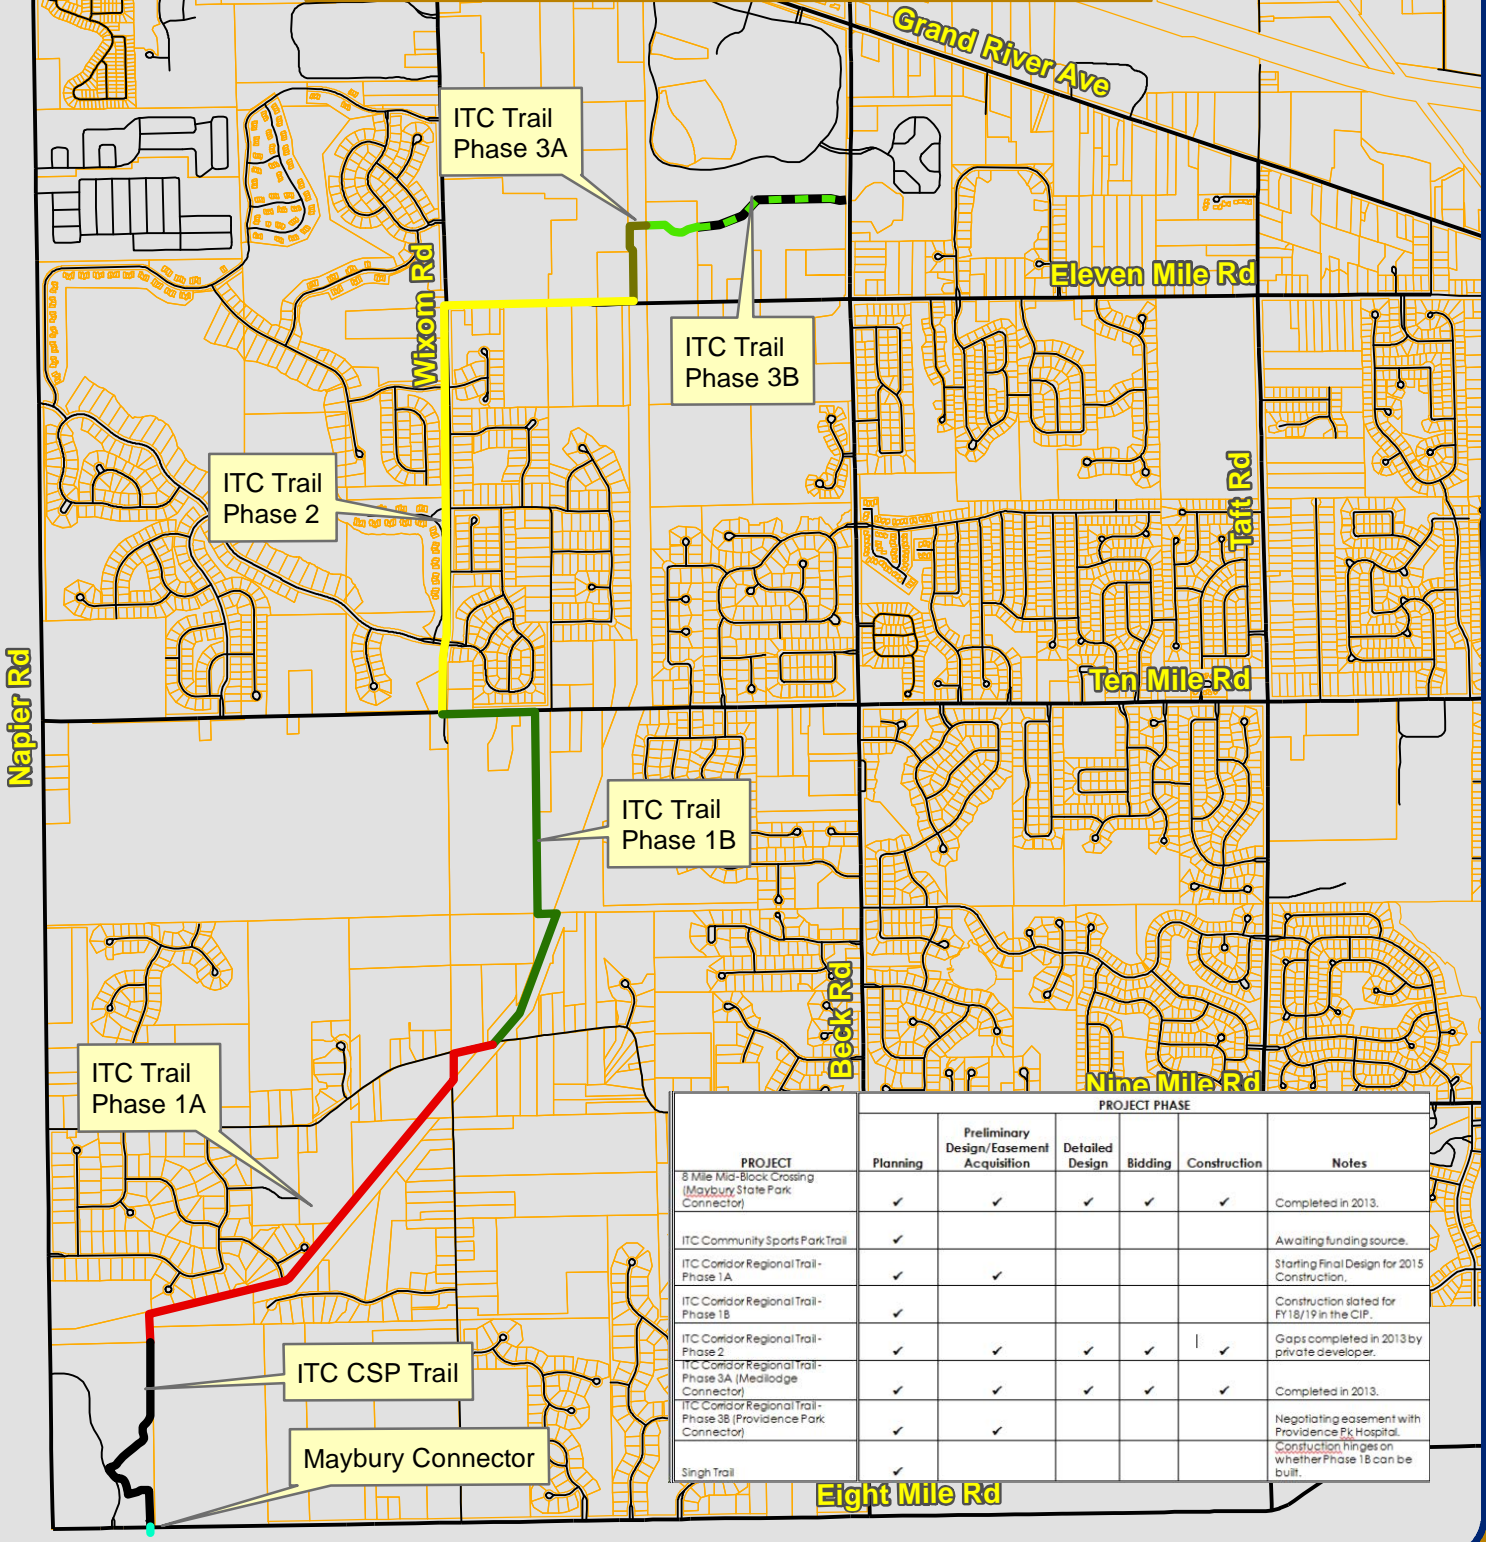 Grand River Ave
ITC Trail
Phase 3A
Wixom Rd
Eleven Mile Rd
ITC Trail
Phase 3B
ITC Trail
Phase 2
Taft Rd
Napier Rd
Ten Mile Rd
ITC Trail
Phase 1B
Beck Rd
ITC Trail
Phase 1A
Nine Mile Rd
PROJECT PHASE
PROJECT
Planning
Preliminary
Design/Easement
Acquisition
Detailed
Design
Bidding
Construction
Notes
8 Mile Mid-Block Crossing
(Maybury State Park
Connector)
✓ ✓ ✓ ✓ ✓
Completed in 2013.
ITC Community Sports Park Trail
✓
Awaiting funding source.
ITC Corridor Regional Trail -
Phase 1A
✓ ✓
Starting Final Design for 2015
Construction.
ITC Corridor Regional Trail -
Phase 1B
✓
Construction slated for
FY18/19 in the CIP.
ITC Corridor Regional Trail -
Phase 2
✓ ✓ ✓ ✓ ✓
Gaps completed in 2013 by
private developer.
ITC Corridor Regional Trail -
Phase 3A (Medilodge
Connector)
✓ ✓ ✓ ✓ ✓
Completed in 2013.
ITC Corridor Regional Trail -
Phase 3B (Providence Park
Connector)
✓ ✓
Negotiating easement with
Providence Pk Hospital.
Singh Trail
✓
Constuction hinges on
whether Phase 1B can be
built.
ITC CSP Trail
Maybury Connector
Eight Mile Rd